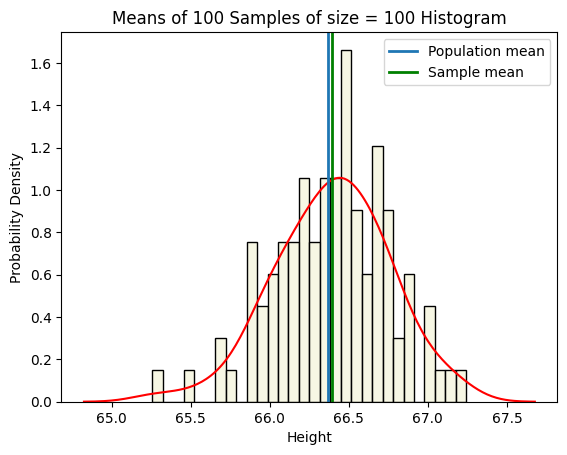 Means of 100 Samples of size = 100 Histogram
Population mean
Sample mean
Probability Density
1.6
1.4
1.2
1.0
0.8
0.6
0.4
0.2
0.0
65.0 65.5 66.0 66.5 67.0 67.5
Height